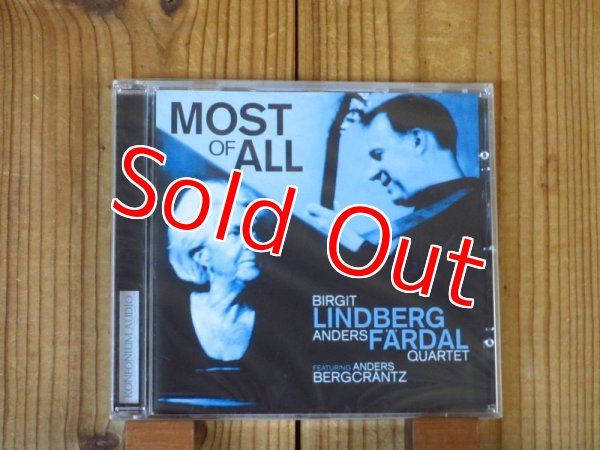 MOST
OF ALL
Sold Out
BIRGIT
LINDBERG
ANDERS FÄRDAL
QUARTET
FEATURING ANDERS
BERGCRANTZ
KONFONIUM AUDIO